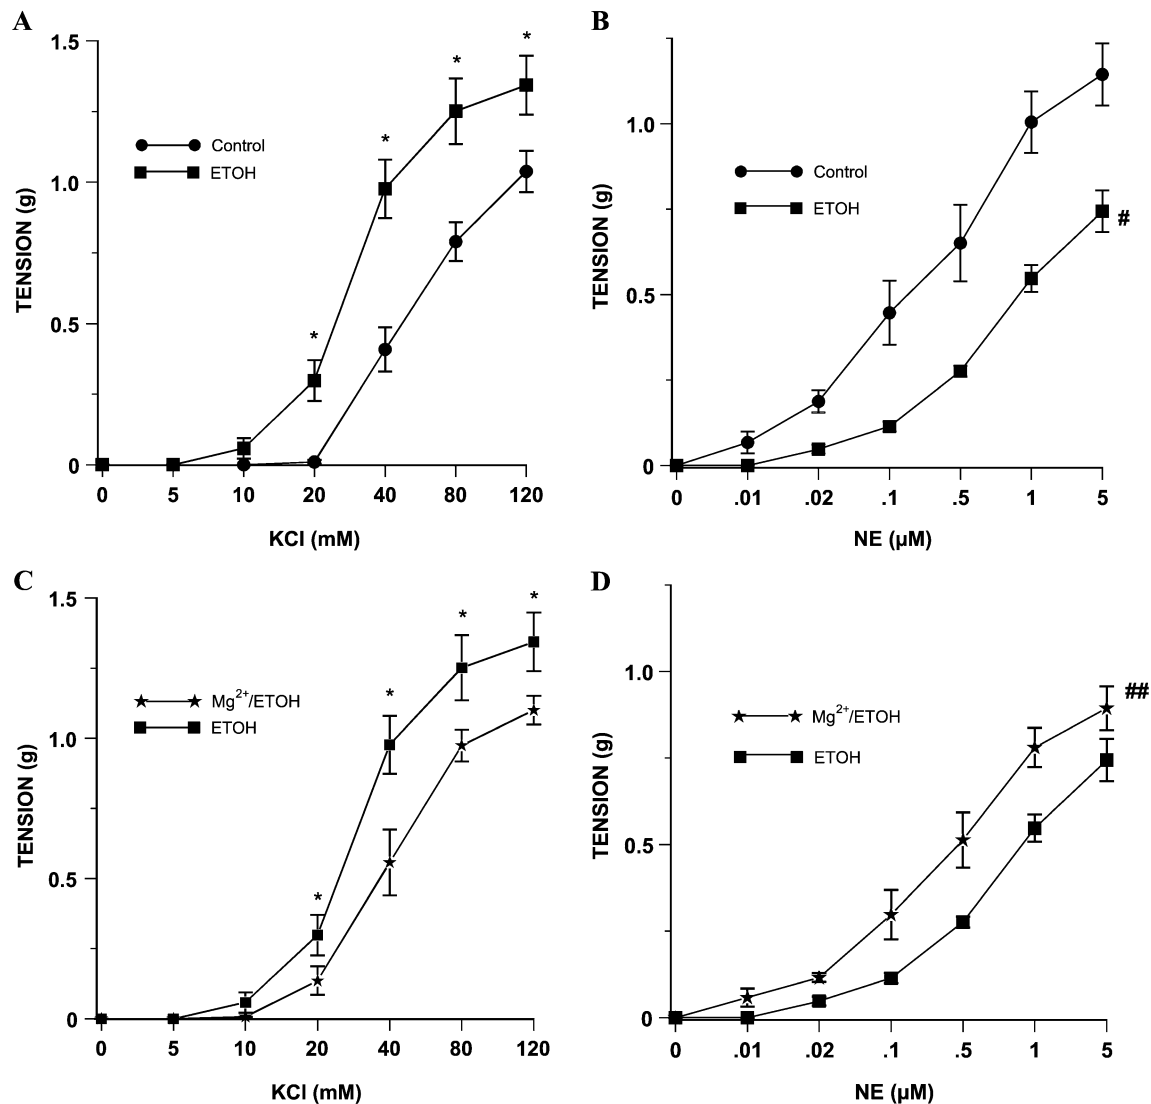 A
1.5
1.0
0.5
0
TENSION (g)
Control
ETOH
*
*
*
*
*
0 5 10 20 40 80 120
KCl (mM)
B
1.0
0.5
0
TENSION (g)
Control
ETOH
#
0 .01 .02 .1 .5 1 5
NE (µM)
C
1.5
1.0
0.5
0
TENSION (g)
Mg2+/ETOH
ETOH
*
*
*
*
*
0 5 10 20 40 80 120
KCl (mM)
D
1.0
0.5
0
TENSION (g)
Mg2+/ETOH
ETOH
##
0 .01 .02 .1 .5 1 5
NE (µM)